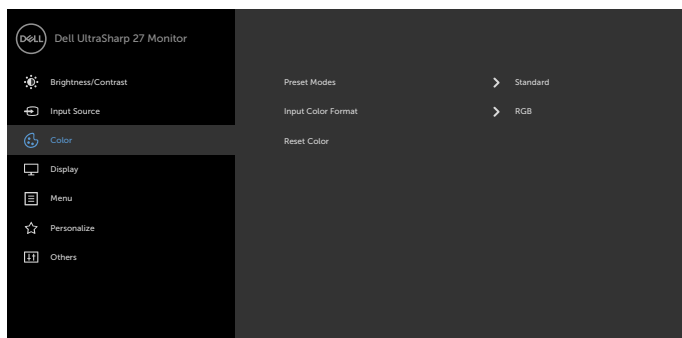 DELL Dell UltraSharp 27 Monitor
Brightness/Contrast
Input Source
Color
Display
Menu
Personalize
Others
Preset Modes Standard
Input Color Format RGB
Reset Color